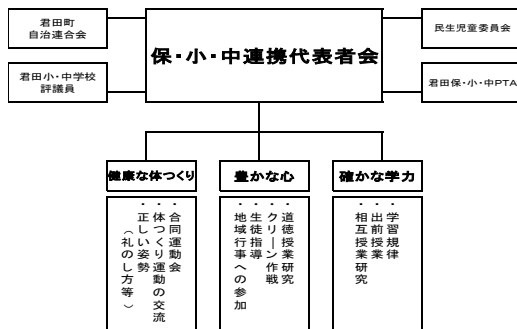 君田町
自治連合会
保・小・中連携代表者会
民生児童委員会
君田小・中学校
評議員
君田保・小・中PTA
健康な体つくり
豊かな心
確かな学力
・合同運動会
・体つくり運動の交流
・正しい姿勢
（礼のし方等）
・道徳授業研究
・クリーン作戦
・生徒指導
・地域行事への参加
・学習規律
・出前授業
・相互授業研究